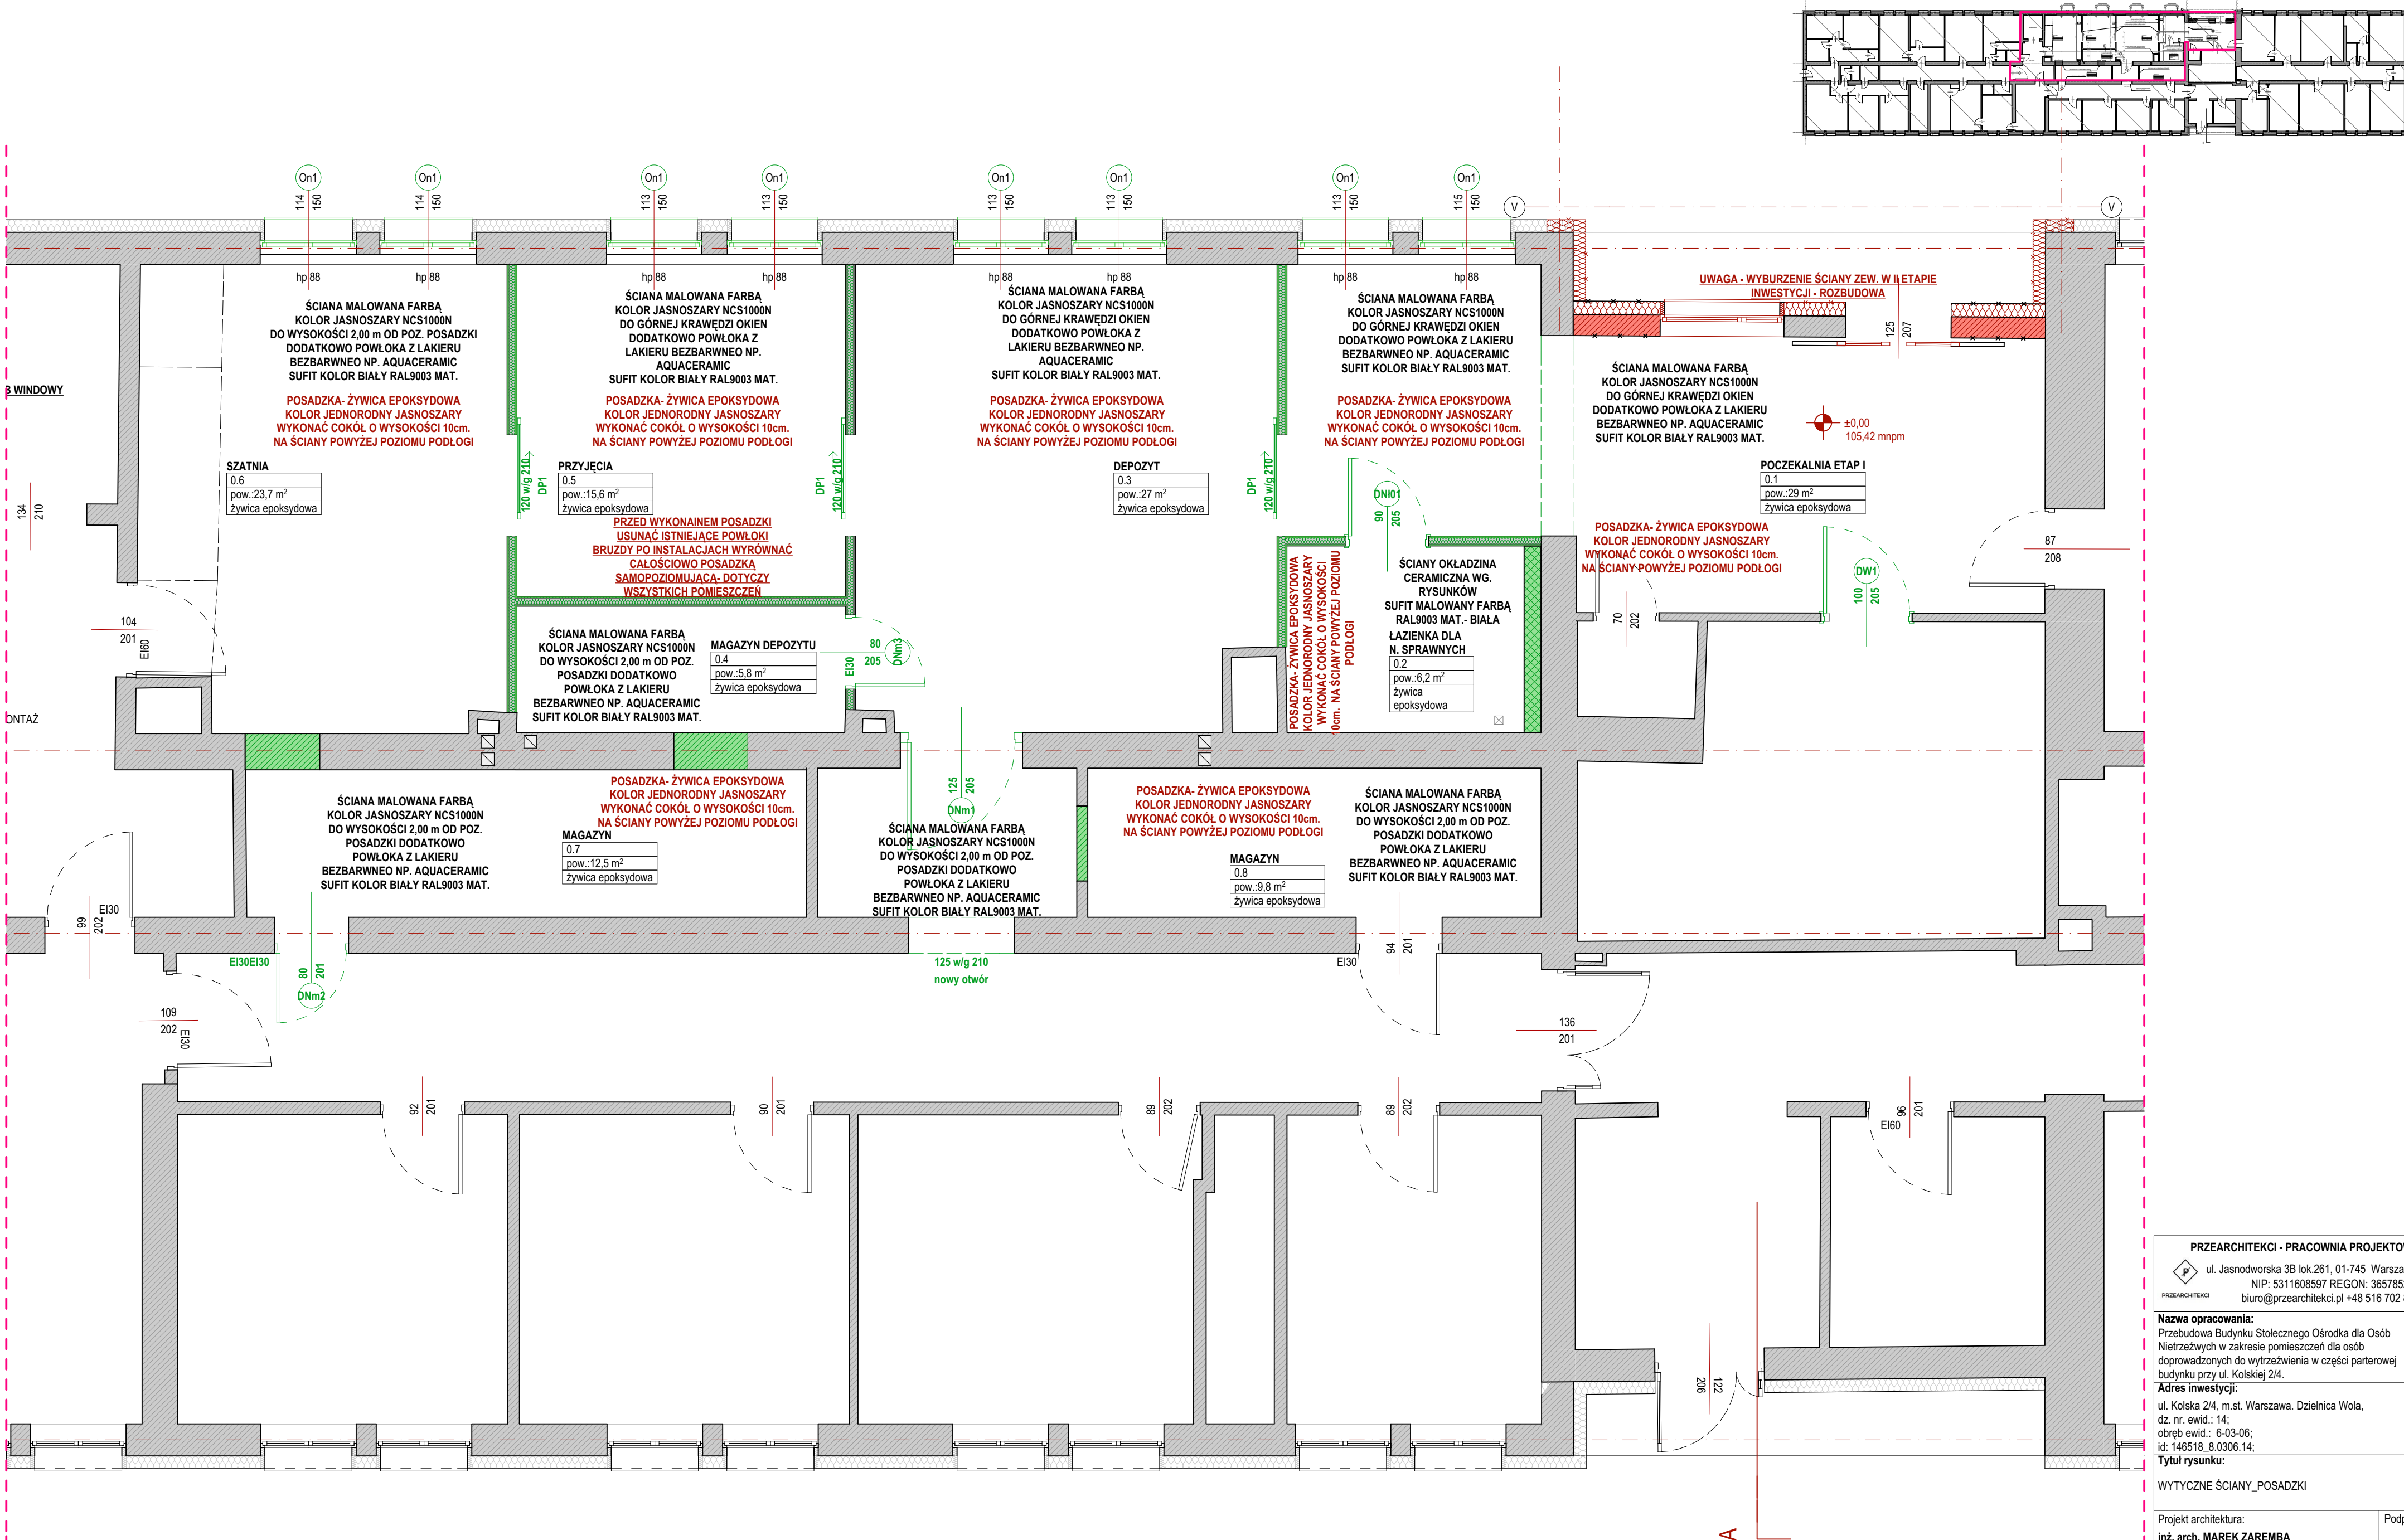 On1
On1
On1
On1
On1
On1
On1
On1
114
150
114
150
113
150
113
150
113
150
113
150
113
150
115
150
V
V
hp 88
hp 88
hp 88
hp 88
hp 88
hp 88
hp 88
hp 88
ŚCIANA MALOWANA FARBĄ
KOLOR JASNOSZARY NCS1000N
DO WYSOKOŚCI 2,00 m OD POZ. POSADZKI
DODATKOWO POWŁOKA Z LAKIERU
BEZBARWNEO NP. AQUACERAMIC
SUFIT KOLOR BIAŁY RAL9003 MAT.
POSADZKA- ŻYWICA EPOKSYDOWA
KOLOR JEDNORODNY JASNOSZARY
WYKONAĆ COKÓŁ O WYSOKOŚCI 10cm.
NA ŚCIANY POWYŻEJ POZIOMU PODŁOGI
SZATNIA
0.6
pow.:23,7 m²
żywica epoksydowa
B WINDOWY
134
210
104
201
EI60
ONTAŻ
ŚCIANA MALOWANA FARBĄ
KOLOR JASNOSZARY NCS1000N
DO GÓRNEJ KRAWĘDZI OKIEN
DODATKOWO POWŁOKA Z
LAKIERU BEZBARWNEO NP.
AQUACERAMIC
SUFIT KOLOR BIAŁY RAL9003 MAT.
POSADZKA- ŻYWICA EPOKSYDOWA
KOLOR JEDNORODNY JASNOSZARY
WYKONAĆ COKÓŁ O WYSOKOŚCI 10cm.
NA ŚCIANY POWYŻEJ POZIOMU PODŁOGI
120 w/g 210
DP1
PRZYJĘCIA
0.5
pow.:15,6 m²
żywica epoksydowa
PRZED WYKONAINEM POSADZKI
USUNĄĆ ISTNIEJĄCE POWŁOKI
BRUZDY PO INSTALACJACH WYRÓWNAĆ
CAŁOŚCIOWO POSADZKĄ
SAMOPOZIOMUJĄCĄ- DOTYCZY
WSZYSTKICH POMIESZCZEŃ
DP1
120 w/g 210
ŚCIANA MALOWANA FARBĄ
KOLOR JASNOSZARY NCS1000N
DO WYSOKOŚCI 2,00 m OD POZ.
POSADZKI DODATKOWO
POWŁOKA Z LAKIERU
BEZBARWNEO NP. AQUACERAMIC
SUFIT KOLOR BIAŁY RAL9003 MAT.
MAGAZYN DEPOZYTU
0.4
pow.:5,8 m²
żywica epoksydowa
80
205
DNm3
EI30
ŚCIANA MALOWANA FARBĄ
KOLOR JASNOSZARY NCS1000N
DO GÓRNEJ KRAWĘDZI OKIEN
DODATKOWO POWŁOKA Z
LAKIERU BEZBARWNEO NP.
AQUACERAMIC
SUFIT KOLOR BIAŁY RAL9003 MAT.
POSADZKA- ŻYWICA EPOKSYDOWA
KOLOR JEDNORODNY JASNOSZARY
WYKONAĆ COKÓŁ O WYSOKOŚCI 10cm.
NA ŚCIANY POWYŻEJ POZIOMU PODŁOGI
DEPOZYT
0.3
pow.:27 m²
żywica epoksydowa
DP1
120 w/g 210
ŚCIANA MALOWANA FARBĄ
KOLOR JASNOSZARY NCS1000N
DO GÓRNEJ KRAWĘDZI OKIEN
DODATKOWO POWŁOKA Z LAKIERU
BEZBARWNEO NP. AQUACERAMIC
SUFIT KOLOR BIAŁY RAL9003 MAT.
POSADZKA- ŻYWICA EPOKSYDOWA
KOLOR JEDNORODNY JASNOSZARY
WYKONAĆ COKÓŁ O WYSOKOŚCI 10cm.
NA ŚCIANY POWYŻEJ POZIOMU PODŁOGI
DNI01
90
205
POSADZKA- ŻYWICA EPOKSYDOWA
KOLOR JEDNORODNY JASNOSZARY
WYKONAĆ COKÓŁ O WYSOKOŚCI
10cm. NA ŚCIANY POWYŻEJ POZIOMU
PODŁOGI
ŚCIANY OKŁADZINA
CERAMICZNA WG.
RYSUNKÓW
SUFIT MALOWANY FARBĄ
RAL9003 MAT.- BIAŁA
ŁAZIENKA DLA
N. SPRAWNYCH
0.2
pow.:6,2 m²
żywica
epoksydowa
UWAGA - WYBURZENIE ŚCIANY ZEW. W II ETAPIE
INWESTYCJI - ROZBUDOWA
125
207
ŚCIANA MALOWANA FARBĄ
KOLOR JASNOSZARY NCS1000N
DO GÓRNEJ KRAWĘDZI OKIEN
DODATKOWO POWŁOKA Z LAKIERU
BEZBARWNEO NP. AQUACERAMIC
SUFIT KOLOR BIAŁY RAL9003 MAT.
±0,00
105,42 mnpm
POCZEKALNIA ETAP I
0.1
pow.:29 m²
żywica epoksydowa
POSADZKA- ŻYWICA EPOKSYDOWA
KOLOR JEDNORODNY JASNOSZARY
WYKONAĆ COKÓŁ O WYSOKOŚCI 10cm.
NA ŚCIANY POWYŻEJ POZIOMU PODŁOGI
70
202
DW1
100
205
87
208
ŚCIANA MALOWANA FARBĄ
KOLOR JASNOSZARY NCS1000N
DO WYSOKOŚCI 2,00 m OD POZ.
POSADZKI DODATKOWO
POWŁOKA Z LAKIERU
BEZBARWNEO NP. AQUACERAMIC
SUFIT KOLOR BIAŁY RAL9003 MAT.
POSADZKA- ŻYWICA EPOKSYDOWA
KOLOR JEDNORODNY JASNOSZARY
WYKONAĆ COKÓŁ O WYSOKOŚCI 10cm.
NA ŚCIANY POWYŻEJ POZIOMU PODŁOGI
MAGAZYN
0.7
pow.:12,5 m²
żywica epoksydowa
125
205
DNm1
ŚCIANA MALOWANA FARBĄ
KOLOR JASNOSZARY NCS1000N
DO WYSOKOŚCI 2,00 m OD POZ.
POSADZKI DODATKOWO
POWŁOKA Z LAKIERU
BEZBARWNEO NP. AQUACERAMIC
SUFIT KOLOR BIAŁY RAL9003 MAT.
125 w/g 210
nowy otwór
POSADZKA- ŻYWICA EPOKSYDOWA
KOLOR JEDNORODNY JASNOSZARY
WYKONAĆ COKÓŁ O WYSOKOŚCI 10cm.
NA ŚCIANY POWYŻEJ POZIOMU PODŁOGI
MAGAZYN
0.8
pow.:9,8 m²
żywica epoksydowa
ŚCIANA MALOWANA FARBĄ
KOLOR JASNOSZARY NCS1000N
DO WYSOKOŚCI 2,00 m OD POZ.
POSADZKI DODATKOWO
POWŁOKA Z LAKIERU
BEZBARWNEO NP. AQUACERAMIC
SUFIT KOLOR BIAŁY RAL9003 MAT.
99
202
EI30
EI30EI30
80
201
DNm2
109
202
EI30
94
201
EI30
136
201
92
201
90
201
89
202
89
202
96
201
EI60
122
206
A
PRZEARCHITEKCI - PRACOWNIA PROJEKTO
P
PRZEARCHITEKCI
ul. Jasnodworska 3B lok.261, 01-745 Warsza
NIP: 5311608597 REGON: 365785
biuro@przearchitekci.pl +48 516 702
Nazwa opracowania:
Przebudowa Budynku Stołecznego Ośrodka dla Osób
Nietrzeźwych w zakresie pomieszczeń dla osób
doprowadzonych do wytrzeźwienia w części parterowej
budynku przy ul. Kolskiej 2/4.
Adres inwestycji:
ul. Kolska 2/4, m.st. Warszawa. Dzielnica Wola,
dz. nr. ewid.: 14;
obręb ewid.: 6-03-06;
id: 146518_8.0306.14;
Tytuł rysunku:
WYTYCZNE ŚCIANY_POSADZKI
Projekt architektura:
Podp
inż. arch. MAREK ZAREMBA